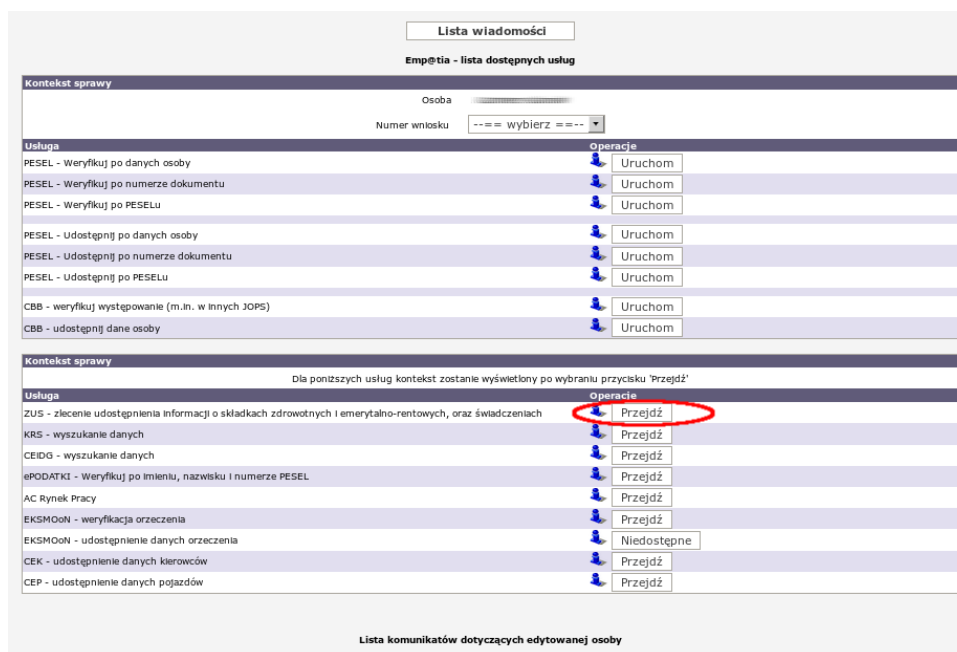 Lista wiadomości
Emp@tia - lista dostępnych usług
Kontekst sprawy
Osoba
Numer wniosku --== wybierz ==--
Usługa Operacje
PESEL - Weryfikuj po danych osoby Uruchom
PESEL - Weryfikuj po numerze dokumentu Uruchom
PESEL - Weryfikuj po PESELu Uruchom
PESEL - Udostępnij po danych osoby Uruchom
PESEL - Udostępnij po numerze dokumentu Uruchom
PESEL - Udostępnij po PESELu Uruchom
CBB - weryfikuj występowanie (m.in. w innych JOPS) Uruchom
CBB - udostępnij dane osoby Uruchom
Kontekst sprawy
Dla poniższych usług kontekst zostanie wyświetlony po wybraniu przycisku 'Przejdź'
Usługa Operacje
ZUS - zlecenie udostępnienia informacji o składkach zdrowotnych i emerytalno-rentowych, oraz świadczeniach Przejdź
KRS - wyszukanie danych Przejdź
CEIDG - wyszukanie danych Przejdź
ePODATKI - Weryfikuj po imieniu, nazwisku i numerze PESEL Przejdź
AC Rynek Pracy Przejdź
EKSMOoN - weryfikacja orzeczenia Przejdź
EKSMOoN - udostępnienie danych orzeczenia Niedostępne
CEK - udostępnienie danych kierowców Przejdź
CEP - udostępnienie danych pojazdów Przejdź
Lista komunikatów dotyczących edytowanej osoby